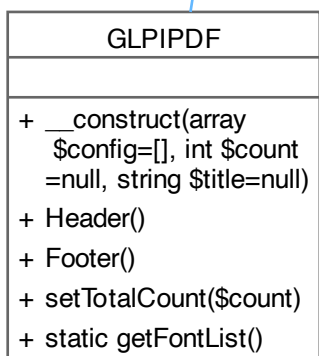 GLPIPDF
+ __construct(array
$config=[], int $count
=null, string $title=null)
+ Header()
+ Footer()
+ setTotalCount($count)
+ static getFontList()